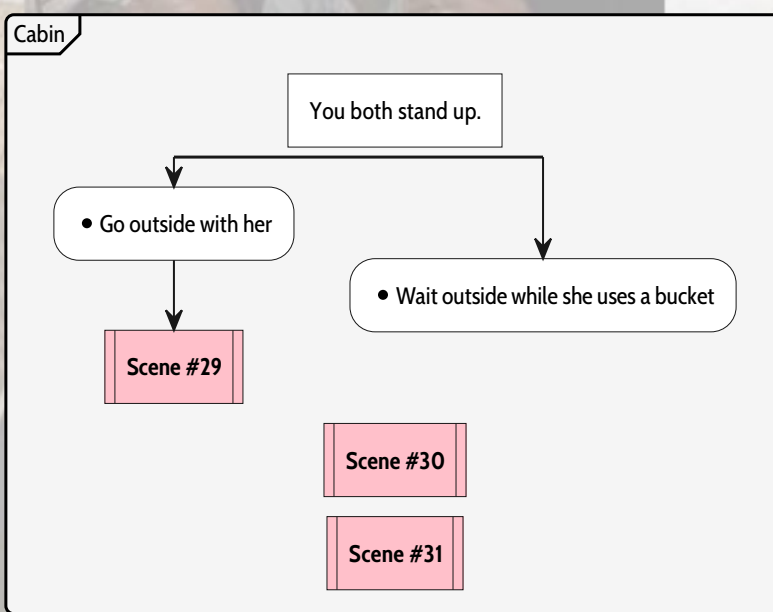 Cabin
You both stand up.
• Go outside with her
• Wait outside while she uses a bucket
Scene #29
Scene #30
Scene #31